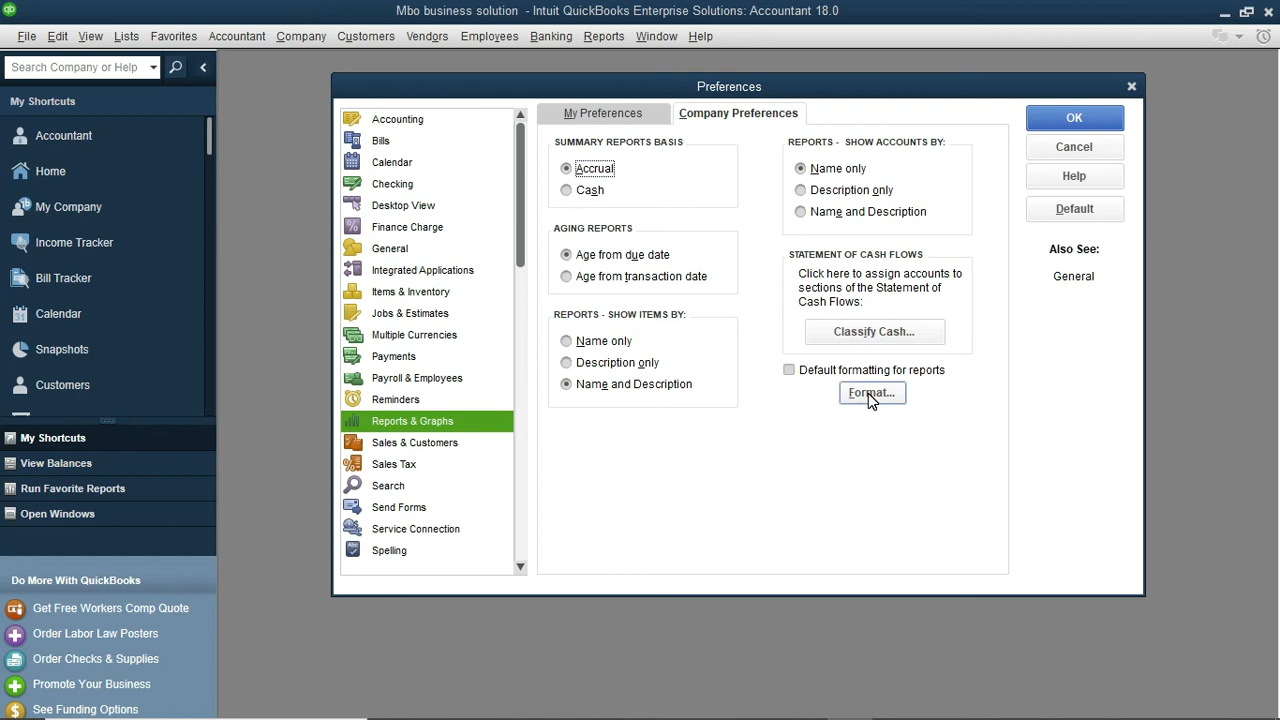 Mbo business solution - Intuit QuickBooks Enterprise Solutions: Accountant 18.0
File Edit View Lists Favorites Accountant Company Customers Vendors Employees Banking Reports Window Help
Search Company or Help
My Shortcuts
Accountant
Home
My Company
Income Tracker
Bill Tracker
Calendar
Snapshots
Customers
My Shortcuts
View Balances
Run Favorite Reports
Open Windows
Do More With QuickBooks
Get Free Workers Comp Quote
Order Labor Law Posters
Order Checks & Supplies
Promote Your Business
See Funding Options
Preferences
Accounting
Bills
Calendar
Checking
Desktop View
Finance Charge
General
Integrated Applications
Items & Inventory
Jobs & Estimates
Multiple Currencies
Payments
Payroll & Employees
Reminders
Reports & Graphs
Sales & Customers
Sales Tax
Search
Send Forms
Service Connection
Spelling
My Preferences
Company Preferences
SUMMARY REPORTS BASIS
Accrual
Cash
AGING REPORTS
Age from due date
Age from transaction date
REPORTS - SHOW ITEMS BY:
Name only
Description only
Name and Description
REPORTS - SHOW ACCOUNTS BY:
Name only
Description only
Name and Description
STATEMENT OF CASH FLOWS
Click here to assign accounts to
sections of the Statement of
Cash Flows:
Classify Cash...
Default formatting for reports
Format...
OK
Cancel
Help
Default
Also See:
General